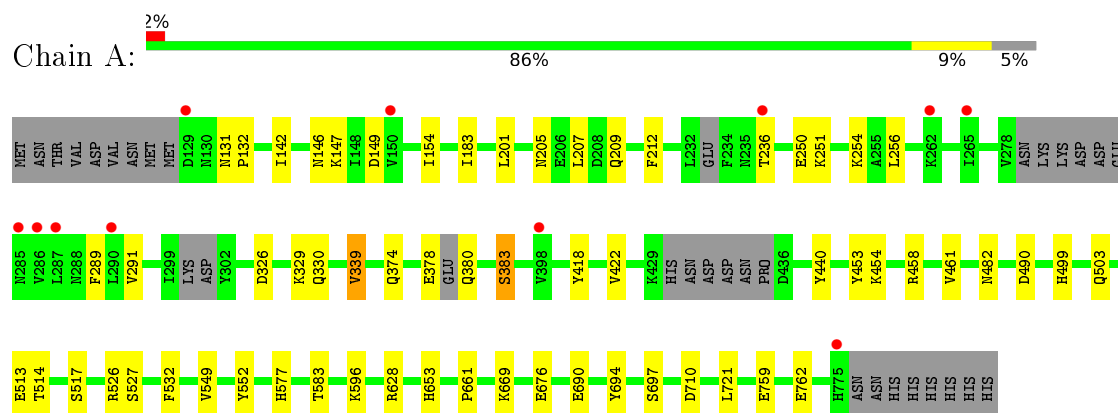 2%
Chain A:
86% 9% 5%
MET ASN THR VAL ASP VAL ASN MET MET D129 N130 N131 P132 I142 N146 K147 I148 D149 V150 I154 I183 L201 N205 E206 L207 D208 Q209 F212 L232 GLU F234 N235 T236 E250 K251 K254 A255 L256 K262 I265 V278 ASN LYS LYS ASP ASP GLU
N285 V286 L287 N288 F289 L290 V291 I299 LYS ASP Y302 D326 K329 Q330 V339 Q374 E378 GLU Q380 S383 V398 Y418 V422 K429 HIS ASN ASP ASP ASN PRO D436 Y440 Y453 K454 R458 V461 N482 D490 H499 Q503
E513 T514 S517 R526 S527 F532 V549 Y552 H577 T583 K596 R628 H653 P661 K669 E676 E690 Y694 S697 D710 L721 E759 E762 H775 ASN ASN HIS HIS HIS HIS HIS HIS